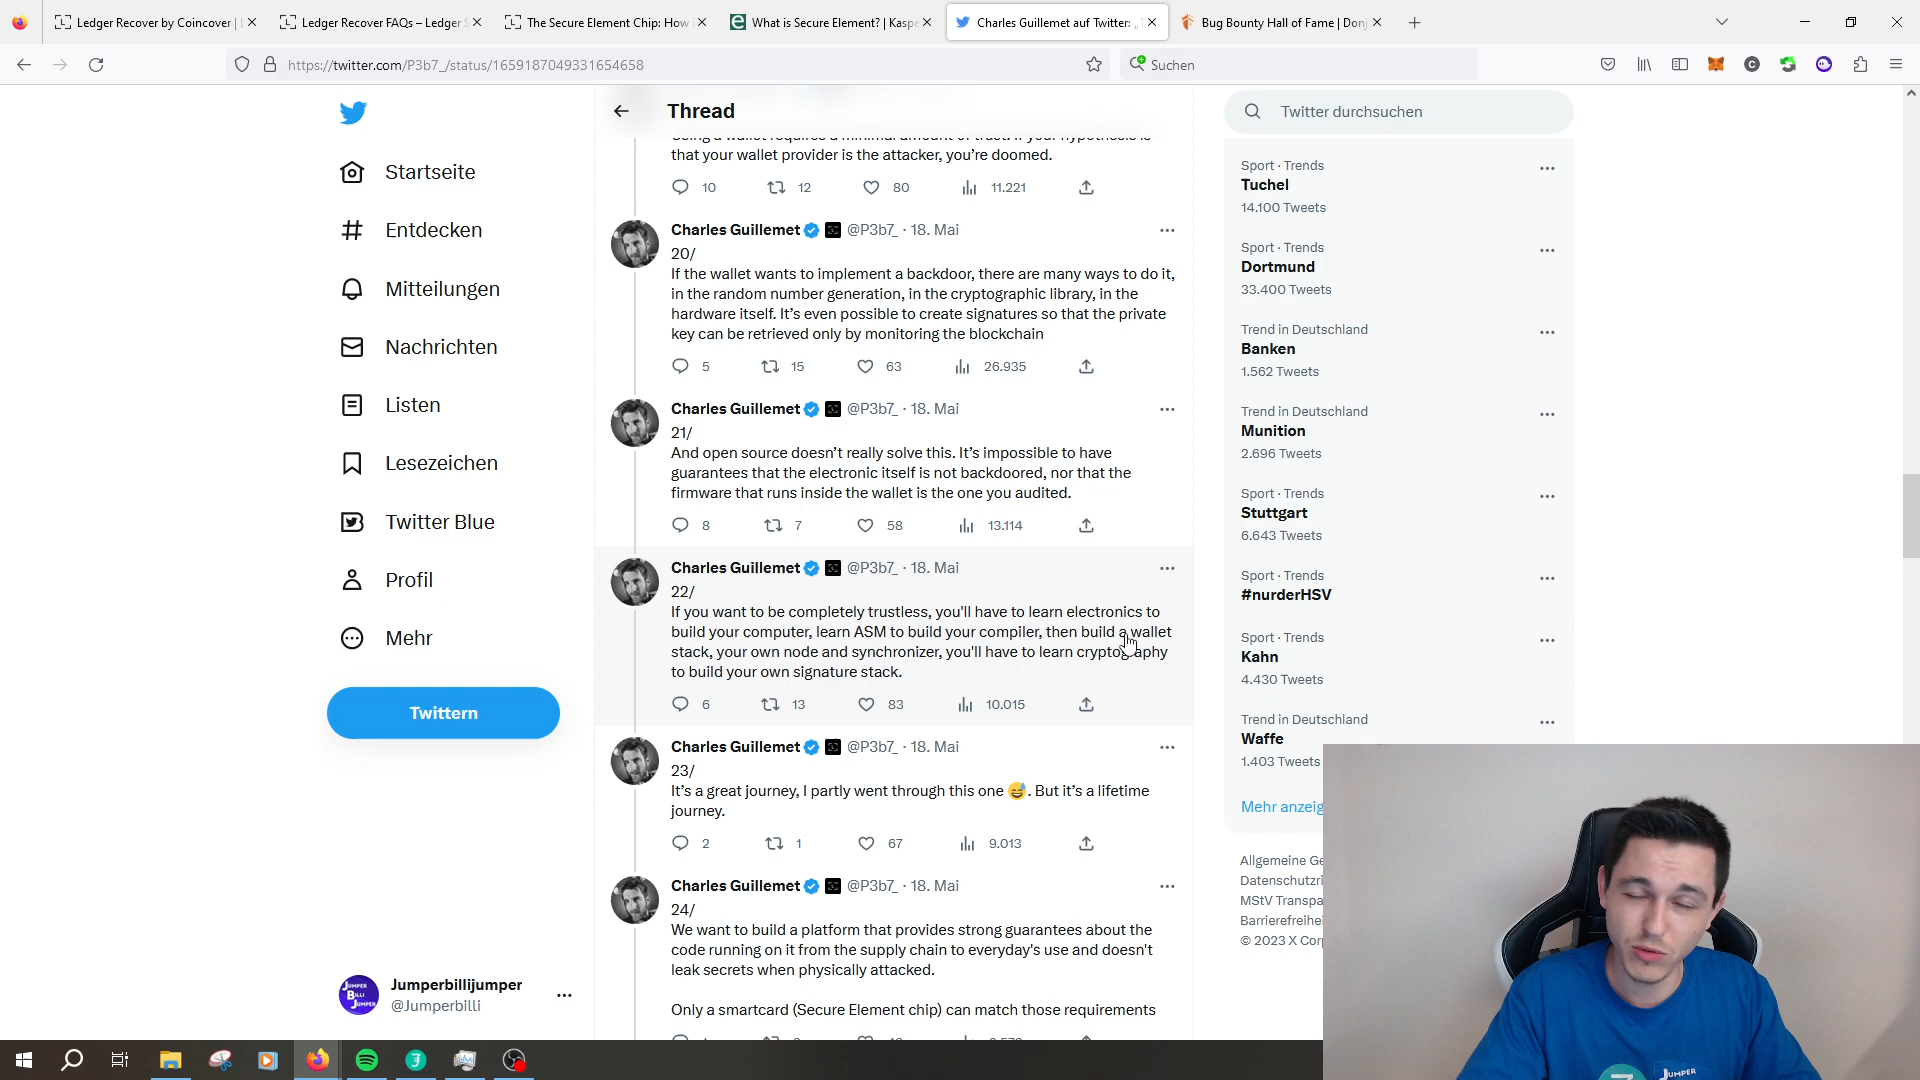 Ledger Recover by Coincover |
Ledger Recover FAQs – Ledger S
The Secure Element Chip: How
What is Secure Element? | Kaspe
Charles Guillemet auf Twitter: „
Bug Bounty Hall of Fame | Donj
https://twitter.com/P3b7_/status/1659187049331654658
Suchen
Startseite
Entdecken
Mitteilungen
Nachrichten
Listen
Lesezeichen
Twitter Blue
Profil
Mehr
Twittern
Jumperbillijumper
@Jumperbilli
Thread
that your wallet provider is the attacker, you’re doomed.
10 12 80 11.221
Charles Guillemet @P3b7_ · 18. Mai
20/
If the wallet wants to implement a backdoor, there are many ways to do it,
in the random number generation, in the cryptographic library, in the
hardware itself. It’s even possible to create signatures so that the private
key can be retrieved only by monitoring the blockchain
5 15 63 26.935
Charles Guillemet @P3b7_ · 18. Mai
21/
And open source doesn’t really solve this. It’s impossible to have
guarantees that the electronic itself is not backdoored, nor that the
firmware that runs inside the wallet is the one you audited.
8 7 58 13.114
Charles Guillemet @P3b7_ · 18. Mai
22/
If you want to be completely trustless, you'll have to learn electronics to
build your computer, learn ASM to build your compiler, then build a wallet
stack, your own node and synchronizer, you'll have to learn cryptography
to build your own signature stack.
6 13 83 10.015
Charles Guillemet @P3b7_ · 18. Mai
23/
It’s a great journey, I partly went through this one 😅. But it’s a lifetime
journey.
2 1 67 9.013
Charles Guillemet @P3b7_ · 18. Mai
24/
We want to build a platform that provides strong guarantees about the
code running on it from the supply chain to everyday's use and doesn't
leak secrets when physically attacked.
Only a smartcard (Secure Element chip) can match those requirements
Twitter durchsuchen
Sport · Trends
Tuchel
14.100 Tweets
Sport · Trends
Dortmund
33.400 Tweets
Trend in Deutschland
Banken
1.562 Tweets
Trend in Deutschland
Munition
2.696 Tweets
Sport · Trends
Stuttgart
6.643 Tweets
Sport · Trends
#nurderHSV
Sport · Trends
Kahn
4.430 Tweets
Trend in Deutschland
Waffe
1.403 Tweets
Mehr anzeig
Allgemeine Ge
Datenschutzri
MStV Transpa
Barrierefreihei
© 2023 X Corp
JUMPER